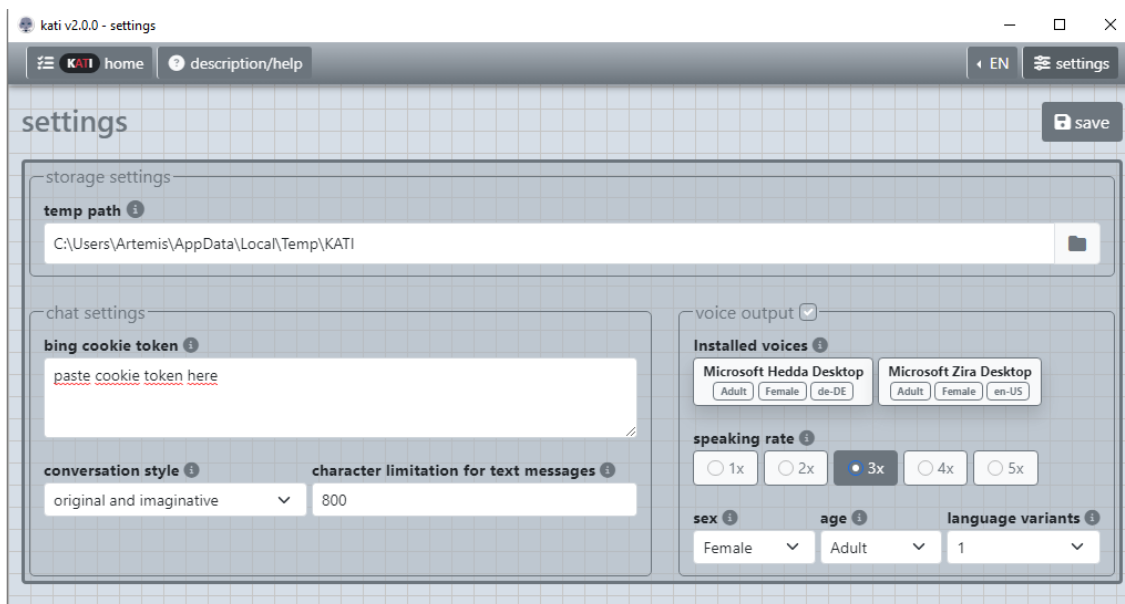 kati v2.0.0 - settings
KATI home
description/help
EN
settings
settings
save
storage settings
temp path
C:\Users\Artemis\AppData\Local\Temp\KATI
chat settings
bing cookie token
paste cookie token here
conversation style
original and imaginative
character limitation for text messages
800
voice output
Installed voices
Microsoft Hedda Desktop
Adult Female de-DE
Microsoft Zira Desktop
Adult Female en-US
speaking rate
1x 2x 3x 4x 5x
sex
Female
age
Adult
language variants
1